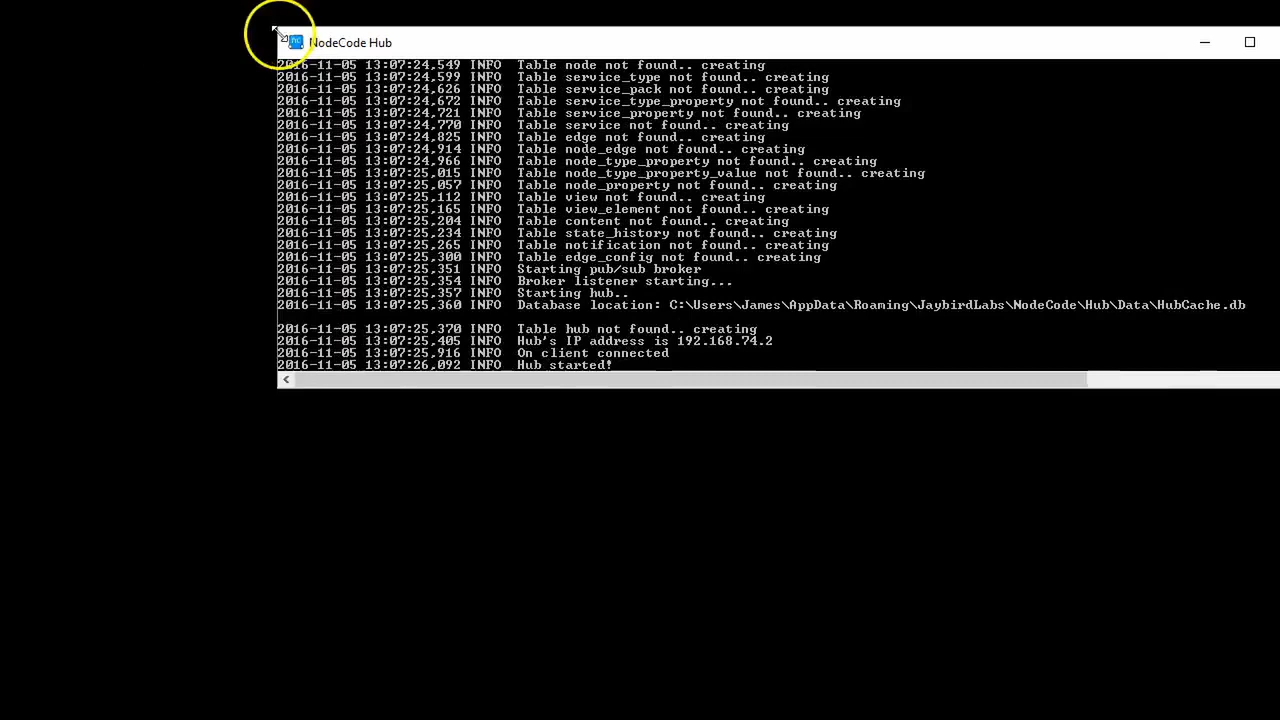 NodeCode Hub
2016-11-05 13:07:24,549 INFO  Table node not found.. creating
2016-11-05 13:07:24,599 INFO  Table service_type not found.. creating
2016-11-05 13:07:24,626 INFO  Table service_pack not found.. creating
2016-11-05 13:07:24,672 INFO  Table service_type_property not found.. creating
2016-11-05 13:07:24,721 INFO  Table service_property not found.. creating
2016-11-05 13:07:24,770 INFO  Table service not found.. creating
2016-11-05 13:07:24,825 INFO  Table edge not found.. creating
2016-11-05 13:07:24,914 INFO  Table node_edge not found.. creating
2016-11-05 13:07:24,966 INFO  Table node_type_property not found.. creating
2016-11-05 13:07:25,015 INFO  Table node_type_property_value not found.. creating
2016-11-05 13:07:25,057 INFO  Table node_property not found.. creating
2016-11-05 13:07:25,112 INFO  Table view not found.. creating
2016-11-05 13:07:25,165 INFO  Table view_element not found.. creating
2016-11-05 13:07:25,204 INFO  Table content not found.. creating
2016-11-05 13:07:25,234 INFO  Table state_history not found.. creating
2016-11-05 13:07:25,265 INFO  Table notification not found.. creating
2016-11-05 13:07:25,300 INFO  Table edge_config not found.. creating
2016-11-05 13:07:25,351 INFO  Starting pub/sub broker
2016-11-05 13:07:25,354 INFO  Broker listener starting...
2016-11-05 13:07:25,357 INFO  Starting hub..
2016-11-05 13:07:25,360 INFO  Database location: C:\Users\James\AppData\Roaming\JaybirdLabs\NodeCode\Hub\Data\HubCache.db
2016-11-05 13:07:25,370 INFO  Table hub not found.. creating
2016-11-05 13:07:25,405 INFO  Hub's IP address is 192.168.74.2
2016-11-05 13:07:25,916 INFO  On client connected
2016-11-05 13:07:26,092 INFO  Hub started!